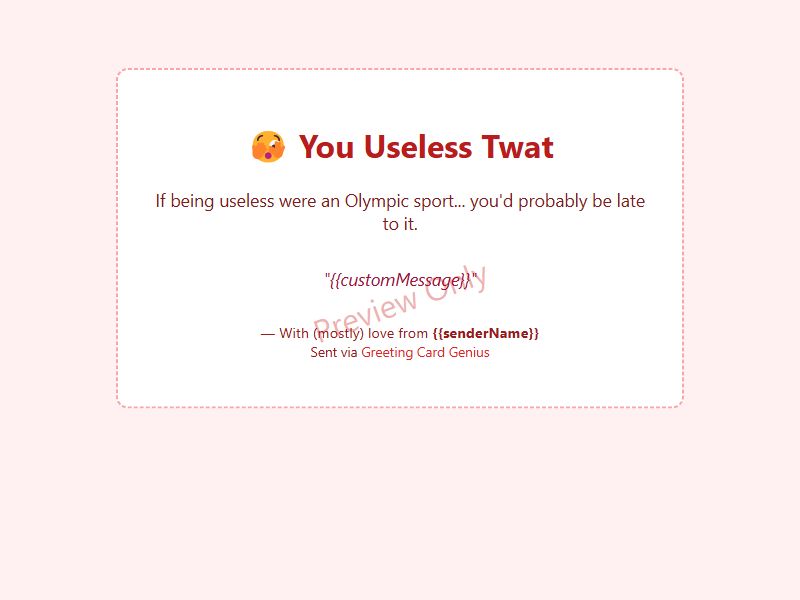 You Useless Twat
If being useless were an Olympic sport... you'd probably be late
to it.
"{{customMessage}}"
Preview Only
— With (mostly) love from {{senderName}}
Sent via Greeting Card Genius